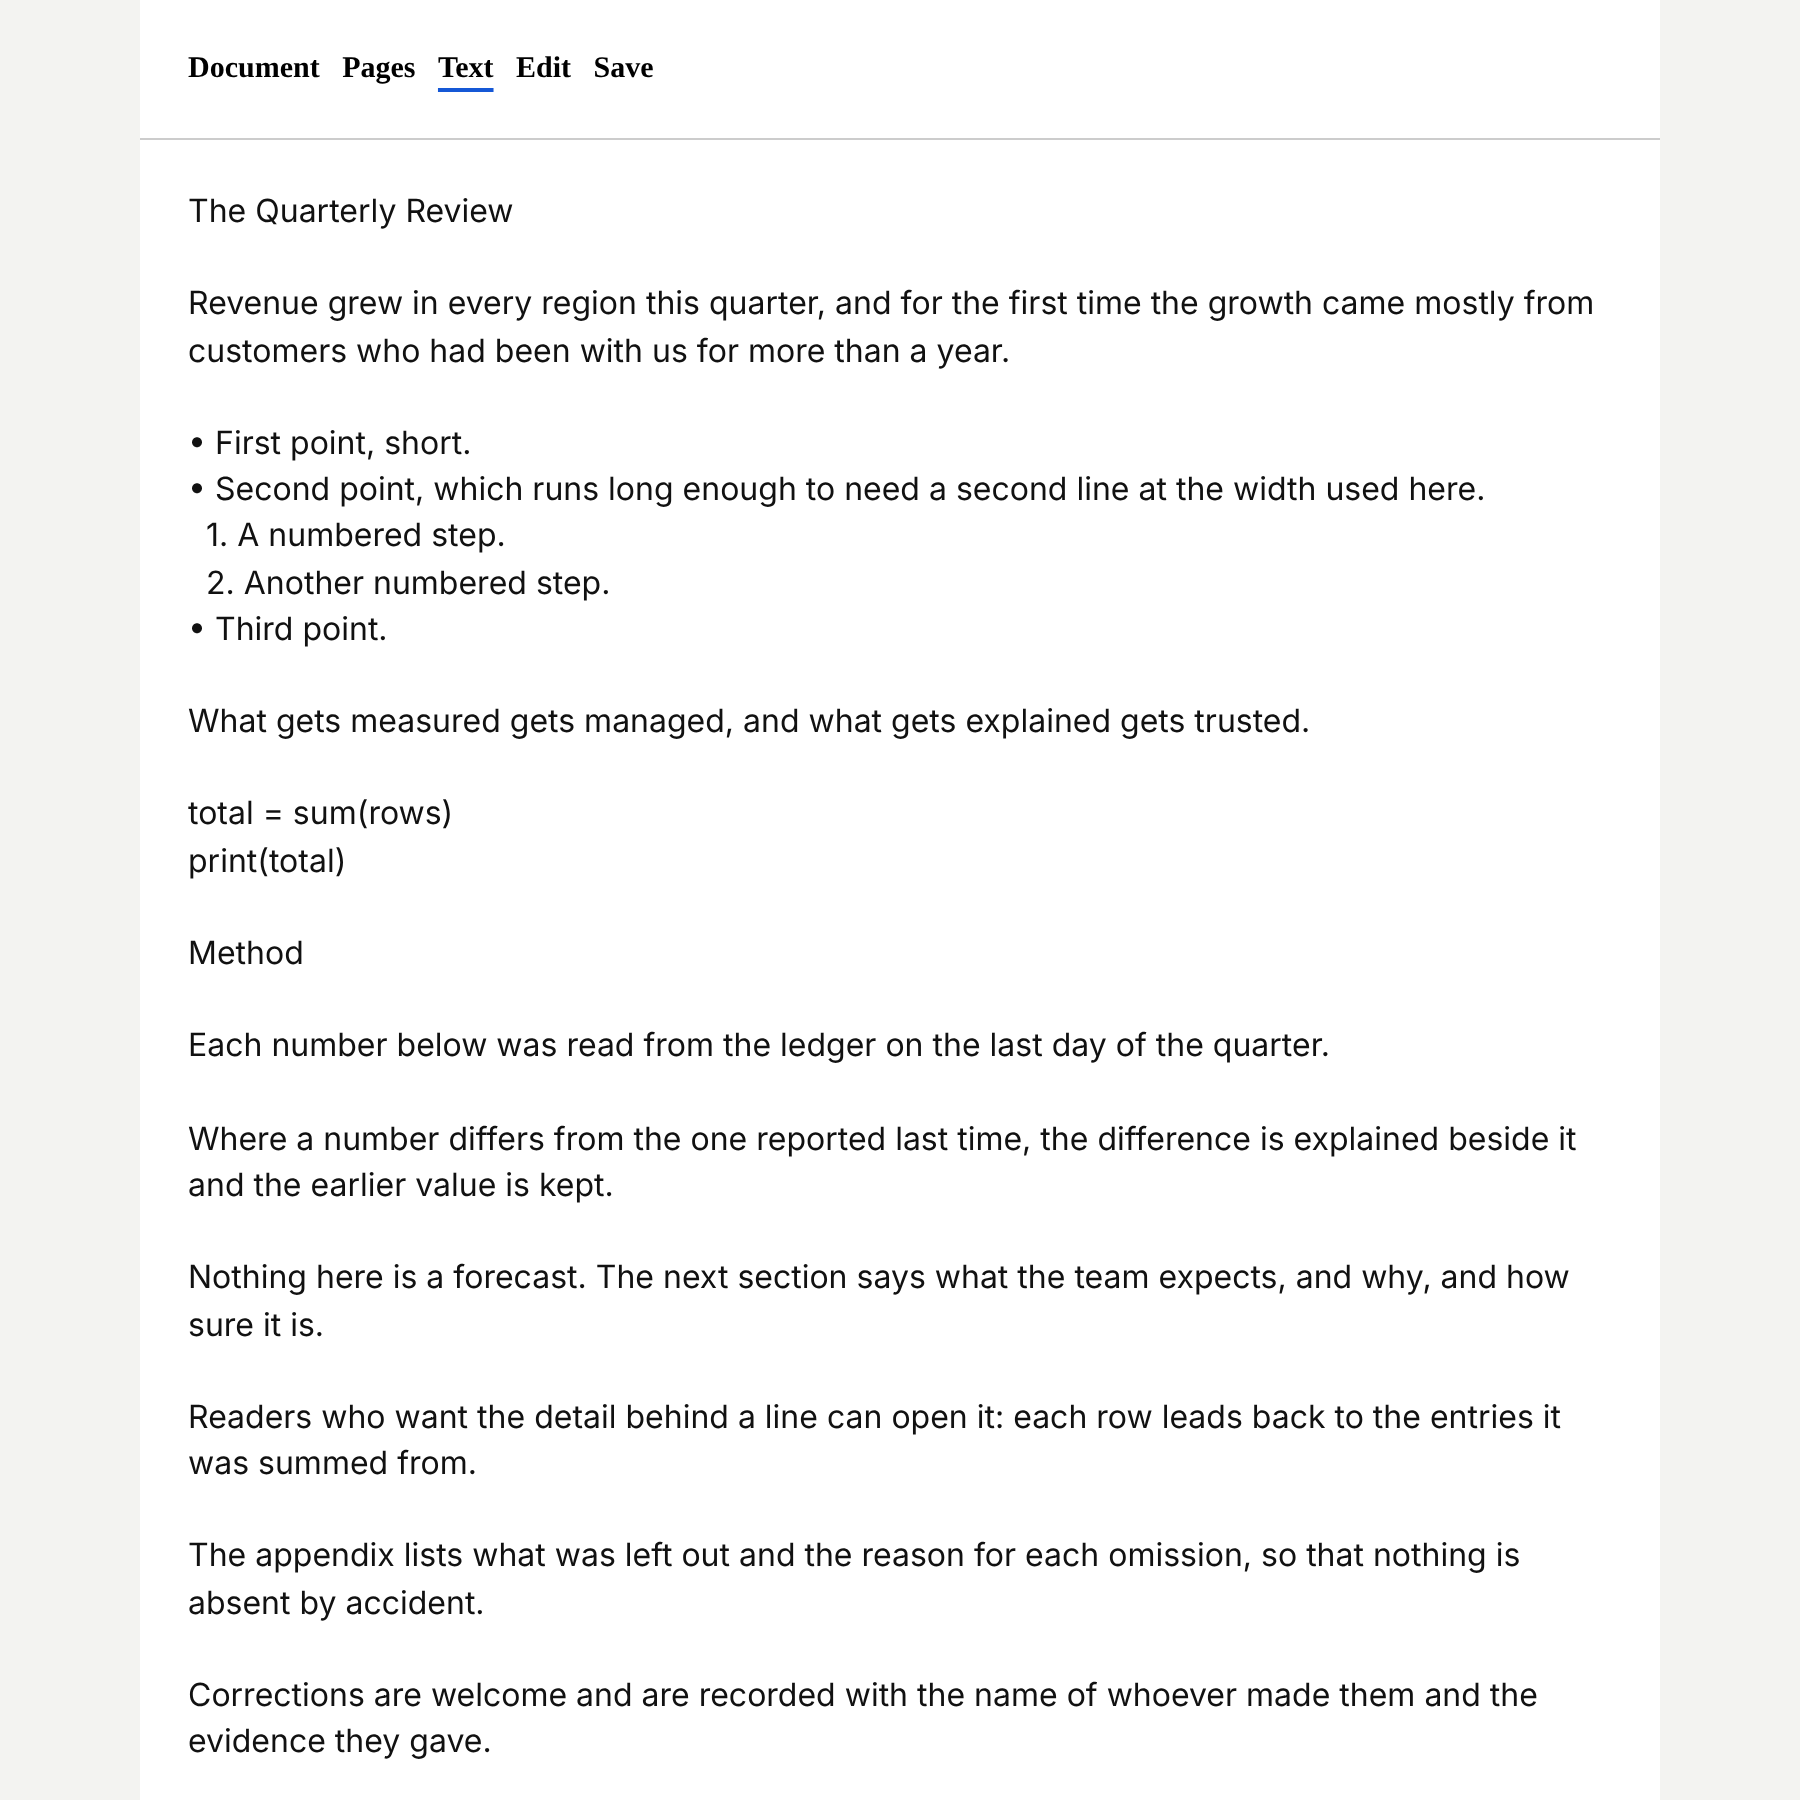 Document Pages Text Edit Save
The Quarterly Review
Revenue grew in every region this quarter, and for the first time the growth came mostly from
customers who had been with us for more than a year.
• First point, short.
• Second point, which runs long enough to need a second line at the width used here.
1. A numbered step.
2. Another numbered step.
• Third point.
What gets measured gets managed, and what gets explained gets trusted.
total = sum(rows)
print(total)
Method
Each number below was read from the ledger on the last day of the quarter.
Where a number differs from the one reported last time, the difference is explained beside it
and the earlier value is kept.
Nothing here is a forecast. The next section says what the team expects, and why, and how
sure it is.
Readers who want the detail behind a line can open it: each row leads back to the entries it
was summed from.
The appendix lists what was left out and the reason for each omission, so that nothing is
absent by accident.
Corrections are welcome and are recorded with the name of whoever made them and the
evidence they gave.